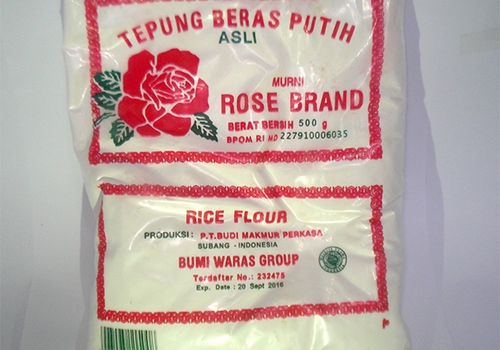 TEPUNG BERAS PUTIH
ASLI
MURNI
ROSE BRAND
BERAT BERSIH 500 g
BPOM RI MD 227910006035
RICE FLOUR
PRODUKSI : P.T.BUDI MAKMUR PERKASA
SUBANG - INDONESIA
BUMI WARAS GROUP
Terdaftar No.: 232475
Exp. Date : 20 Sept 2016